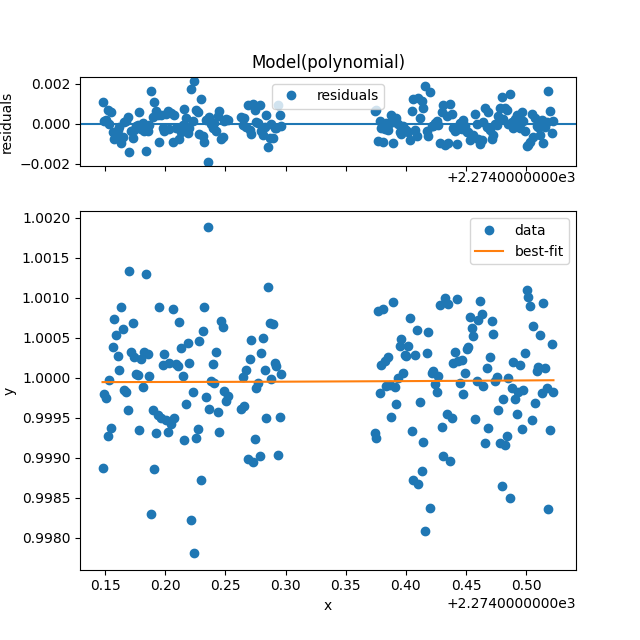 Model(polynomial)
residuals
0.002
0.000
−0.002
residuals
+2.2740000000e3
y
1.0020
1.0015
1.0010
1.0005
1.0000
0.9995
0.9990
0.9985
0.9980
data
best-fit
0.15 0.20 0.25 0.30 0.35 0.40 0.45 0.50
x
+2.2740000000e3